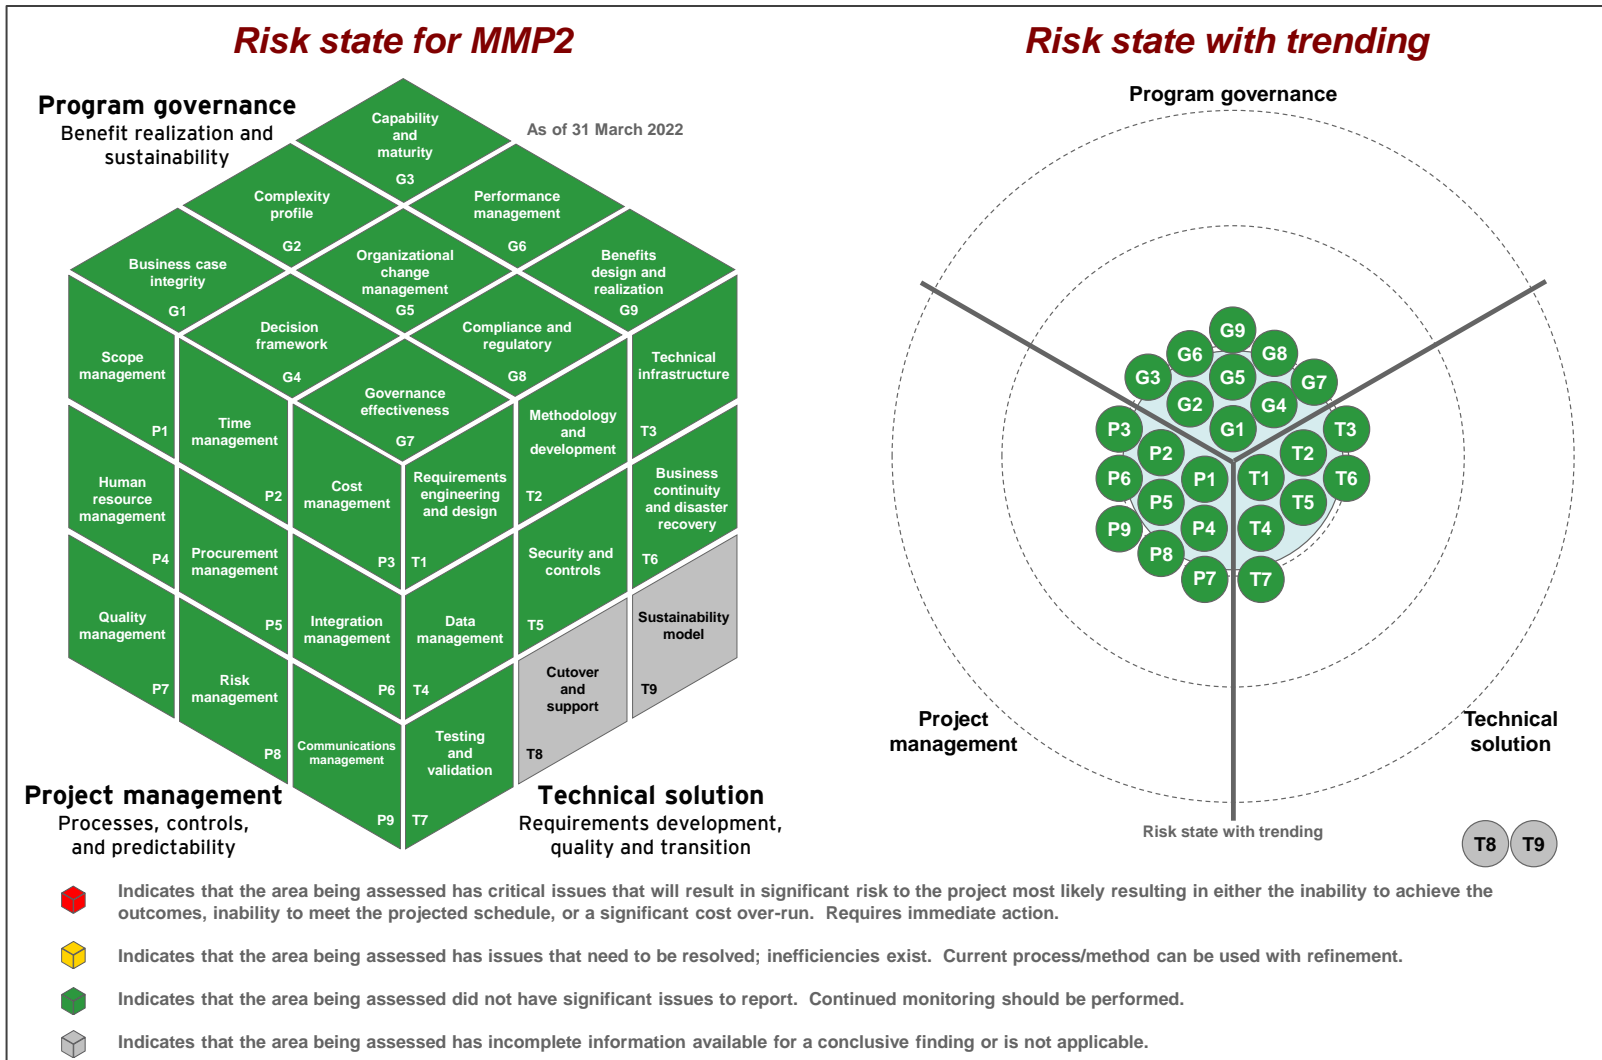 Risk state for MMP2
Risk state with trending
Program governance
Benefit realization and
sustainability
As of 31 March 2022
Capability
and
maturity
G3
Complexity
profile
G2
Performance
management
G6
Business case
integrity
G1
Organizational
change
management
G5
Benefits
design and
realization
G9
Decision
framework
G4
Compliance and
regulatory
G8
Governance
effectiveness
G7
Scope
management
P1
Time
management
P2
Cost
management
P3
Human
resource
management
P4
Procurement
management
P5
Integration
management
P6
Quality
management
P7
Risk
management
P8
Communications
management
P9
Requirements
engineering
and design
T1
Methodology
and
development
T2
Technical
infrastructure
T3
Data
management
T4
Security and
controls
T5
Business
continuity
and disaster
recovery
T6
Testing
and
validation
T7
Cutover
and
support
T8
Sustainability
model
T9
Project management
Processes, controls,
and predictability
Technical solution
Requirements development,
quality and transition
Program governance
G9
G6
G8
G3
G5
G7
G2
G4
G1
P3
P2
P1
P6
P5
P4
P9
P8
P7
T3
T2
T1
T6
T5
T4
T7
Project
management
Technical
solution
Risk state with trending
T8
T9
Indicates that the area being assessed has critical issues that will result in significant risk to the project most likely resulting in either the inability to achieve the
outcomes, inability to meet the projected schedule, or a significant cost over-run. Requires immediate action.
Indicates that the area being assessed has issues that need to be resolved; inefficiencies exist. Current process/method can be used with refinement.
Indicates that the area being assessed did not have significant issues to report. Continued monitoring should be performed.
Indicates that the area being assessed has incomplete information available for a conclusive finding or is not applicable.